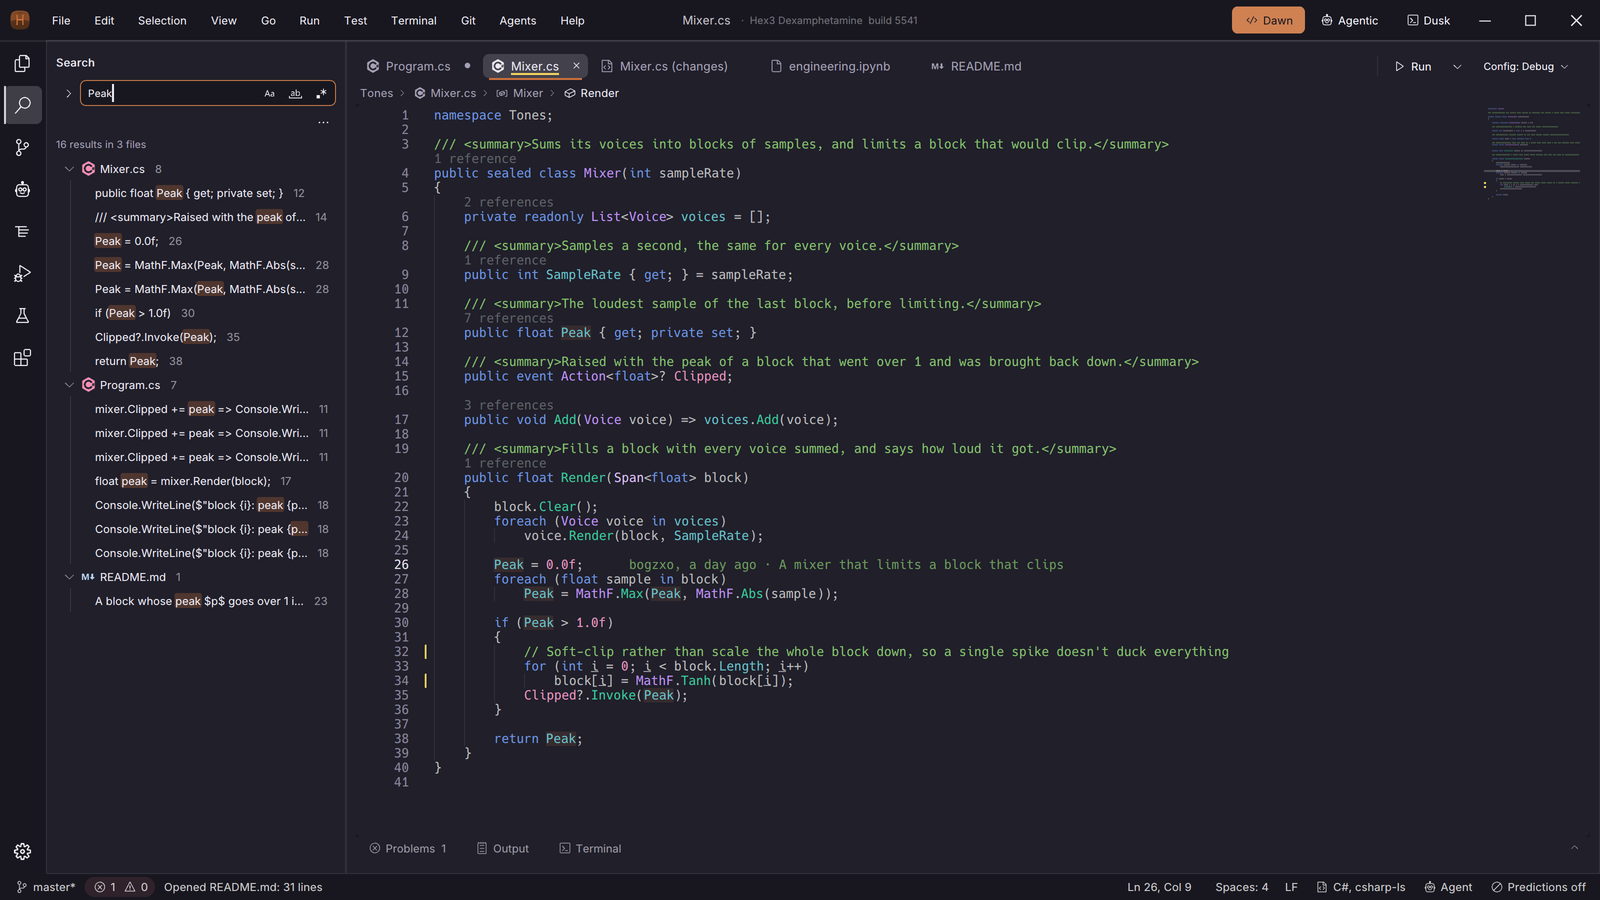 File Edit Selection View Go Run Test Terminal Git Agents Help
Mixer.cs · Hex3 Dexamphetamine build 5541
Dawn Agentic Dusk
Search
Peak
Aa ab .*
...
16 results in 3 files
Mixer.cs 8
public float Peak { get; private set; } 12
/// <summary>Raised with the peak of... 14
Peak = 0.0f; 26
Peak = MathF.Max(Peak, MathF.Abs(s... 28
Peak = MathF.Max(Peak, MathF.Abs(s... 28
if (Peak > 1.0f) 30
Clipped?.Invoke(Peak); 35
return Peak; 38
Program.cs 7
mixer.Clipped += peak => Console.Wri... 11
mixer.Clipped += peak => Console.Wri... 11
mixer.Clipped += peak => Console.Wri... 11
float peak = mixer.Render(block); 17
Console.WriteLine($"block {i}: peak {p... 18
Console.WriteLine($"block {i}: peak {p... 18
Console.WriteLine($"block {i}: peak {p... 18
README.md 1
A block whose peak $p$ goes over 1 i... 23
Program.cs Mixer.cs Mixer.cs (changes) engineering.ipynb README.md
Run Config: Debug
Tones > Mixer.cs > Mixer > Render
1 namespace Tones;
2
3 /// <summary>Sums its voices into blocks of samples, and limits a block that would clip.</summary>
1 reference
4 public sealed class Mixer(int sampleRate)
5 {
2 references
6 private readonly List<Voice> voices = [];
7
8 /// <summary>Samples a second, the same for every voice.</summary>
1 reference
9 public int SampleRate { get; } = sampleRate;
10
11 /// <summary>The loudest sample of the last block, before limiting.</summary>
7 references
12 public float Peak { get; private set; }
13
14 /// <summary>Raised with the peak of a block that went over 1 and was brought back down.</summary>
15 public event Action<float>? Clipped;
16
3 references
17 public void Add(Voice voice) => voices.Add(voice);
18
19 /// <summary>Fills a block with every voice summed, and says how loud it got.</summary>
1 reference
20 public float Render(Span<float> block)
21 {
22 block.Clear();
23 foreach (Voice voice in voices)
24 voice.Render(block, SampleRate);
25
26 Peak = 0.0f; bogzxo, a day ago · A mixer that limits a block that clips
27 foreach (float sample in block)
28 Peak = MathF.Max(Peak, MathF.Abs(sample));
29
30 if (Peak > 1.0f)
31 {
32 // Soft-clip rather than scale the whole block down, so a single spike doesn't duck everything
33 for (int i = 0; i < block.Length; i++)
34 block[i] = MathF.Tanh(block[i]);
35 Clipped?.Invoke(Peak);
36 }
37
38 return Peak;
39 }
40 }
41
Problems 1 Output Terminal
master* 1 0 Opened README.md: 31 lines
Ln 26, Col 9 Spaces: 4 LF C#, csharp-ls Agent Predictions off